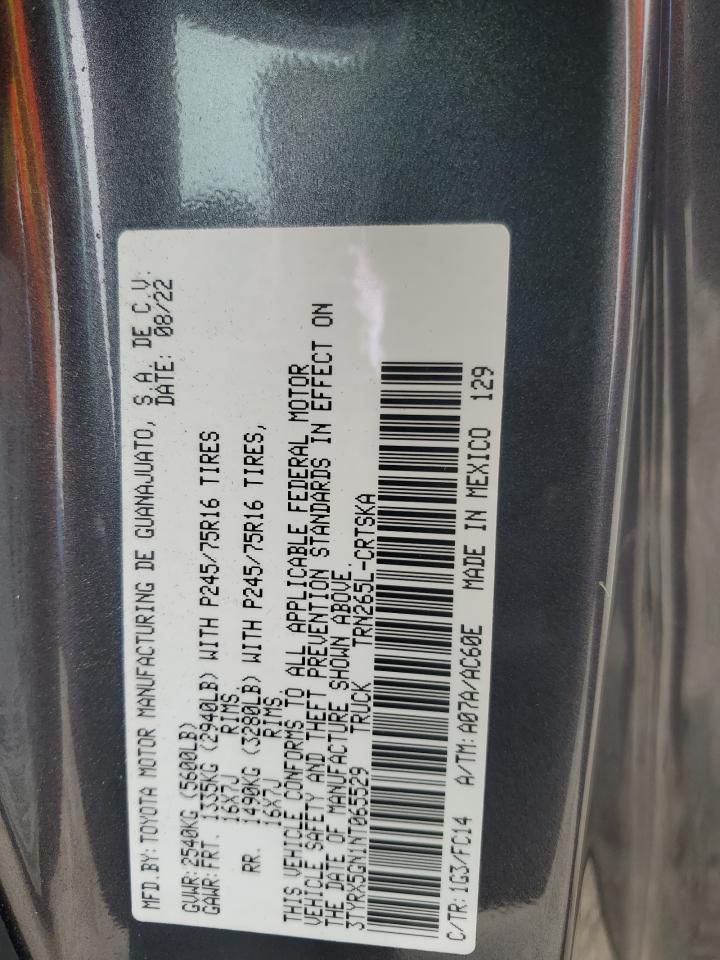 MFD.BY:TOYOTA MOTOR MANUFACTURING DE GUANAJUATO, S.A. DE C.V.
DATE: 08/22
GVWR:2540KG (5600LB)
GAWR:FRT. 1335KG (2940LB) WITH P245/75R16 TIRES
16X7J RIMS,
RR. 1490KG (3280LB) WITH P245/75R16 TIRES,
16X7J RIMS
THIS VEHICLE CONFORMS TO ALL APPLICABLE FEDERAL MOTOR
VEHICLE SAFETY AND THEFT PREVENTION STANDARDS IN EFFECT ON
THE DATE OF MANUFACTURE SHOWN ABOVE.
3TYRX5GN1NT065529 TRUCK TRN265L-CRTSKA
C/TR:1G3/FC14 A/TM:A07A/AC60E MADE IN MEXICO 129